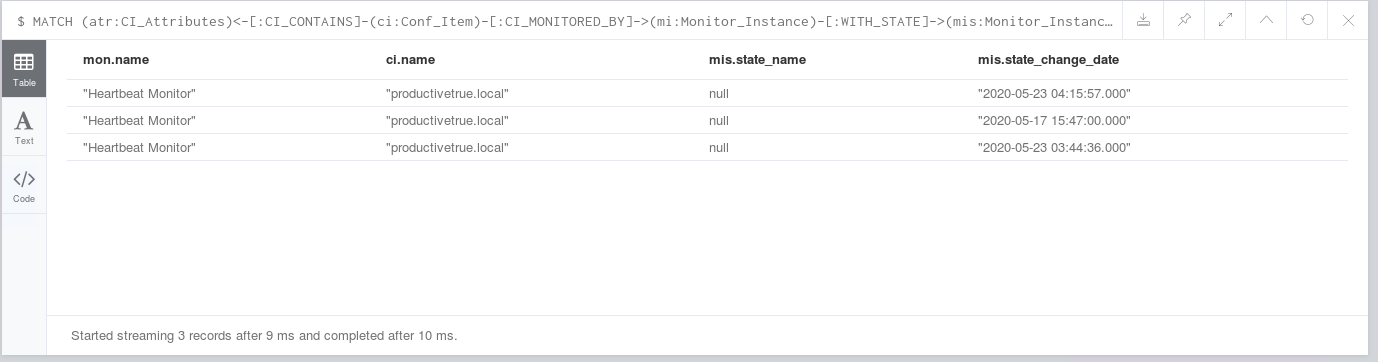 $ MATCH (atr:CI_Attributes)<-[:CI_CONTAINS]-(ci:Conf_Item)-[:CI_MONITORED_BY]->(mi:Monitor_Instance)-[:WITH_STATE]->(mis:Monitor_Instanc…
Table
Text
Code
mon.name ci.name mis.state_name mis.state_change_date
"Heartbeat Monitor" "productivetrue.local" null "2020-05-23 04:15:57.000"
"Heartbeat Monitor" "productivetrue.local" null "2020-05-17 15:47:00.000"
"Heartbeat Monitor" "productivetrue.local" null "2020-05-23 03:44:36.000"
Started streaming 3 records after 9 ms and completed after 10 ms.